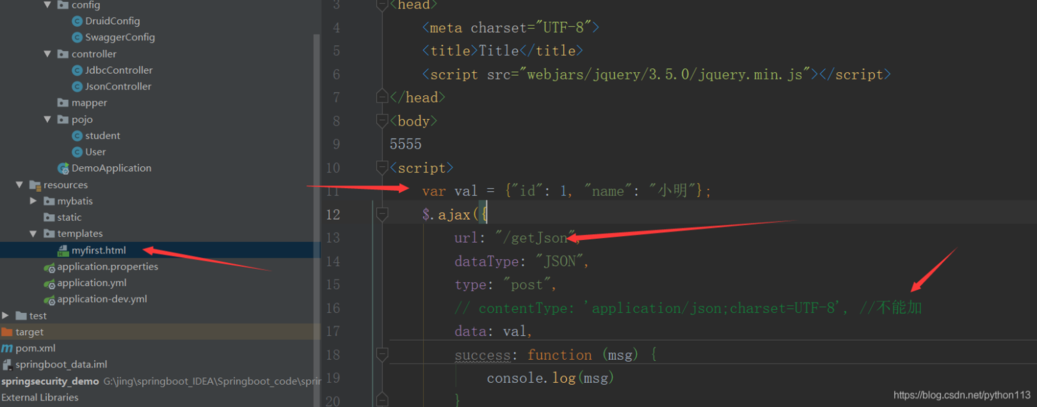 config
DruidConfig
SwaggerConfig
controller
JdbcController
JsonController
mapper
pojo
student
User
DemoApplication
resources
mybatis
static
templates
myfirst.html
application.properties
application.yml
application-dev.yml
test
target
pom.xml
springboot_data.iml
springsecurity_demo G:\jing\springboot_IDEA\Springboot_code\sprin
External Libraries
3 <head>
4 <meta charset="UTF-8">
5 <title>Title</title>
6 <script src="webjars/jquery/3.5.0/jquery.min.js"></script>
7 </head>
8 <body>
9 5555
10 <script>
11 var val = {"id": 1, "name": "小明"};
12 $.ajax({
13 url: "/getJson",
14 dataType: "JSON",
15 type: "post",
16 // contentType: 'application/json;charset=UTF-8', //不能加
17 data: val,
18 success: function (msg) {
19 console.log(msg)
20 }
https://blog.csdn.net/python113